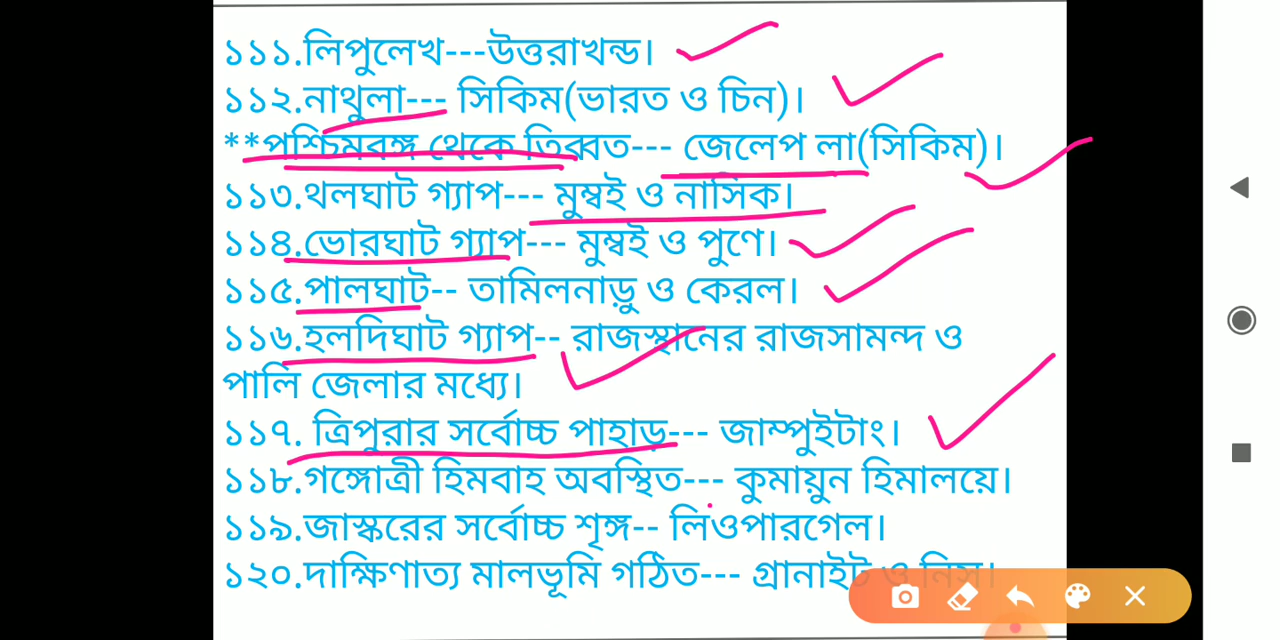 ১১১.লিপুলেখ---উত্তরাখন্ড।
১১২.নাথুলা--- সিকিম(ভারত ও চিন)।
**পশ্চিমবঙ্গ থেকে তিব্বত--- জেলেপ লা(সিকিম)।
১১৩.থলঘাট গ্যাপ--- মুম্বই ও নাসিক।
১১৪.ভোরঘাট গ্যাপ--- মুম্বই ও পুণে।
১১৫.পালঘাট-- তামিলনাড়ু ও কেরল।
১১৬.হলদিঘাট গ্যাপ-- রাজস্থানের রাজসামন্দ ও
পালি জেলার মধ্যে।
১১৭. ত্রিপুরার সর্বোচ্চ পাহাড়--- জাম্পুইটাং।
১১৮.গঙ্গোত্রী হিমবাহ অবস্থিত--- কুমায়ুন হিমালয়ে।
১১৯.জাস্করের সর্বোচ্চ শৃঙ্গ-- লিওপারগেল।
১২০.দাক্ষিণাত্য মালভূমি গঠিত--- গ্রানাইট ও নিস।